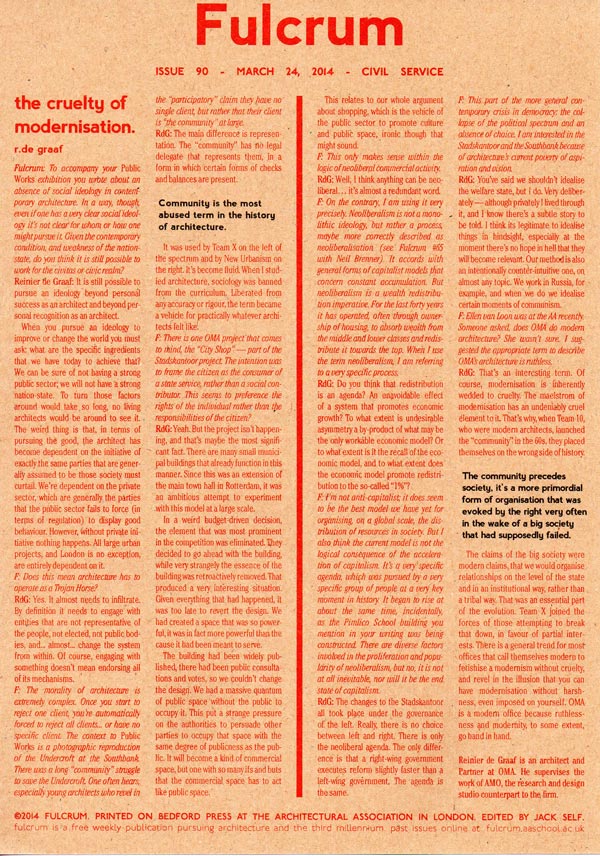 Fulcrum
ISSUE 90 - MARCH 24, 2014 - CIVIL SERVICE
the cruelty of
modernisation.
r.de graaf
Fulcrum: To accompany your Public
Works exhibition you wrote about an
absence of social ideology in contem-
porary architecture. In a way, though,
even if one has a very clear social ideol-
ogy it's not clear for whom or how one
might pursue it. Given the contemporary
condition, and weakness of the nation-
state, do you think it is still possible to
work for the civitas or civic realm?
Reinier de Graaf: It is still possible to
pursue an ideology beyond personal
success as an architect and beyond per-
sonal recognition as an architect.
When you pursue an ideology to
improve or change the world you must
ask: what are the specific ingredients
that we have today to achieve that?
We can be sure of not having a strong
public sector; we will not have a strong
nation-state. To turn those factors
around would take so long, no living
architects would be around to see it.
The weird thing is that, in terms of
pursuing the good, the architect has
become dependent on the initiative of
exactly the same parties that are gener-
ally assumed to be those society must
curtail. We're dependent on the private
sector, which are generally the parties
that the public sector fails to force (in
terms of regulation) to display good
behaviour. However, without private ini-
tiative nothing happens. All large urban
projects, and London is no exception,
are entirely dependent on it.
F: Does this mean architecture has to
operate as a Trojan Horse?
RdG: Yes. It almost needs to infiltrate.
By definition it needs to engage with
entities that are not representative of
the people, not elected, not public bod-
ies, and... almost... change the system
from within. Of course, engaging with
something doesn't mean endorsing all
of its mechanisms.
F: The morality of architecture is
extremely complex. Once you start to
reject one client, you're automatically
forced to reject all clients... or have no
specific client. The context to Public
Works is a photographic reproduction
of the Undercroft at the Southbank.
There was a long "community" struggle
to save the Undercroft. One often hears,
especially young architects who revel in
the "participatory" claim they have no
single client, but rather that their client
is "the community" at large.
RdG: The main difference is represen-
tation. The "community" has no legal
delegate that represents them, in a
form in which certain forms of checks
and balances are present.
Community is the most
abused term in the history
of architecture.
It was used by Team X on the left of
the spectrum and by New Urbanism on
the right. It's become fluid. When I stud-
ied architecture, sociology was banned
from the curriculum. Liberated from
any accuracy or rigour, the term became
a vehicle for practically whatever archi-
tects felt like.
F: There is one OMA project that comes
to mind, the "City Shop" — part of the
Stadskantoor project. The intention was
to frame the citizen as the consumer of
a state service, rather than a social con-
tributor. This seems to preference the
rights of the individual rather than the
responsibilities of the citizen?
RdG: Yeah. But the project isn't happen-
ing, and that's maybe the most signifi-
cant fact. There are many small munici-
pal buildings that already function in this
manner. Since this was an extension of
the main town hall in Rotterdam, it was
an ambitious attempt to experiment
with this model at a large scale.
In a weird budget-driven decision,
the element that was most prominent
in the competition was eliminated. They
decided to go ahead with the building,
while very strangely the essence of the
building was retroactively removed. That
produced a very interesting situation.
Given everything that had happened, it
was too late to revert the design. We
had created a space that was so power-
ful, it was in fact more powerful than the
cause it had been meant to serve.
The building had been widely pub-
lished, there had been public consulta-
tions and votes, so we couldn't change
the design. We had a massive quantum
of public space without the public to
occupy it. This put a strange pressure
on the authorities to persuade other
parties to occupy that space with the
same degree of publicness as the pub-
lic. It will become a kind of commercial
space, but one with so many ifs and buts
that the commercial space has to act
like public space.
This relates to our whole argument
about shopping, which is the vehicle of
the public sector to promote culture
and public space, ironic though that
might sound.
F: This only makes sense within the
logic of neoliberal commercial activity.
RdG: Well, I think anything can be neo-
liberal… it's almost a redundant word.
F: On the contrary, I am using it very
precisely. Neoliberalism is not a mono-
lithic ideology, but rather a process,
maybe more correctly described as
neoliberalisation (see Fulcrum #65
with Neil Brenner). It accords with
general forms of capitalist models that
concern constant accumulation. But
neoliberalism is a wealth redistribu-
tion imperative. For the last forty years
it has operated, often through owner-
ship of housing, to absorb wealth from
the middle and lower classes and redis-
tribute it towards the top. When I use
the term neoliberalism, I am referring
to a very specific process.
RdG: Do you think that redistribution
is an agenda? An unavoidable effect
of a system that promotes economic
growth? To what extent is undesirable
asymmetry a by-product of what may be
the only workable economic model? Or
to what extent is it the recall of the eco-
nomic model, and to what extent does
the economic model promote redistri-
bution to the so-called "1%"?
F: I'm not anti-capitalist; it does seem
to be the best model we have yet for
organising, on a global scale, the dis-
tribution of resources in society. But I
also think the current model is not the
logical consequence of the accelera-
tion of capitalism. It's a very specific
agenda, which was pursued by a very
specific group of people at a very key
moment in history. It began to rise at
about the same time, incidentally,
as the Pimlico School building you
mention in your writing was being
constructed. There are diverse factors
involved in the proliferation and popu-
larity of neoliberalism, but no, it is not
at all inevitable, nor will it be the end
state of capitalism.
RdG: The changes to the Stadskantoor
all took place under the governance
of the left. Really, there is no choice
between left and right. There is only
the neoliberal agenda. The only differ-
ence is that a right-wing government
executes reform slightly faster than a
left-wing government. The agenda is
the same.
F: This part of the more general con-
temporary crisis in democracy: the col-
lapse of the political spectrum and an
absence of choice. I am interested in the
Stadskantoor and the Southbank because
of architecture's current poverty of aspi-
ration and vision.
RdG: You've said we shouldn't idealise
the welfare state, but I do. Very deliber-
ately — although privately I lived through
it, and I know there's a subtle story to
be told. I think its legitimate to idealise
things in hindsight, especially at the
moment there's no hope in hell that they
will become relevant. Our method is also
an intentionally counter-intuitive one, on
almost any topic. We work in Russia, for
example, and when we do we idealise
certain moments of communism.
F: Ellen van Loon was at the AA recently.
Someone asked, does OMA do modern
architecture? She wasn't sure. I sug-
gested the appropriate term to describe
OMA's architecture is ruthless.
RdG: That's an interesting term. Of
course, modernisation is inherently
wedded to cruelty. The maelstrom of
modernisation has an undeniably cruel
element to it. That's why, when Team 10,
who were modern architects, launched
the "community" in the 60s, they placed
themselves on the wrong side of history.
The community precedes
society, it's a more primordial
form of organisation that was
evoked by the right very often
in the wake of a big society
that had supposedly failed.
The claims of the big society were
modern claims, that we would organise
relationships on the level of the state
and in an institutional way, rather than
a tribal way. That was an essential part
of the evolution. Team X joined the
forces of those attempting to break
that down, in favour of partial inter-
ests. There is a general trend for most
offices that call themselves modern to
fetishise a modernism without cruelty,
and revel in the illusion that you can
have modernisation without harsh-
ness, even imposed on yourself. OMA
is a modern office because ruthless-
ness and modernity, to some extent,
go hand in hand.
Reinier de Graaf is an architect and
Partner at OMA. He supervises the
work of AMO, the research and design
studio counterpart to the firm.
©2014 FULCRUM. PRINTED ON BEDFORD PRESS AT THE ARCHITECTURAL ASSOCIATION IN LONDON. EDITED BY JACK SELF.
fulcrum is a free weekly publication pursuing architecture and the third millennium. past issues online at: fulcrum.aaschool.ac.uk